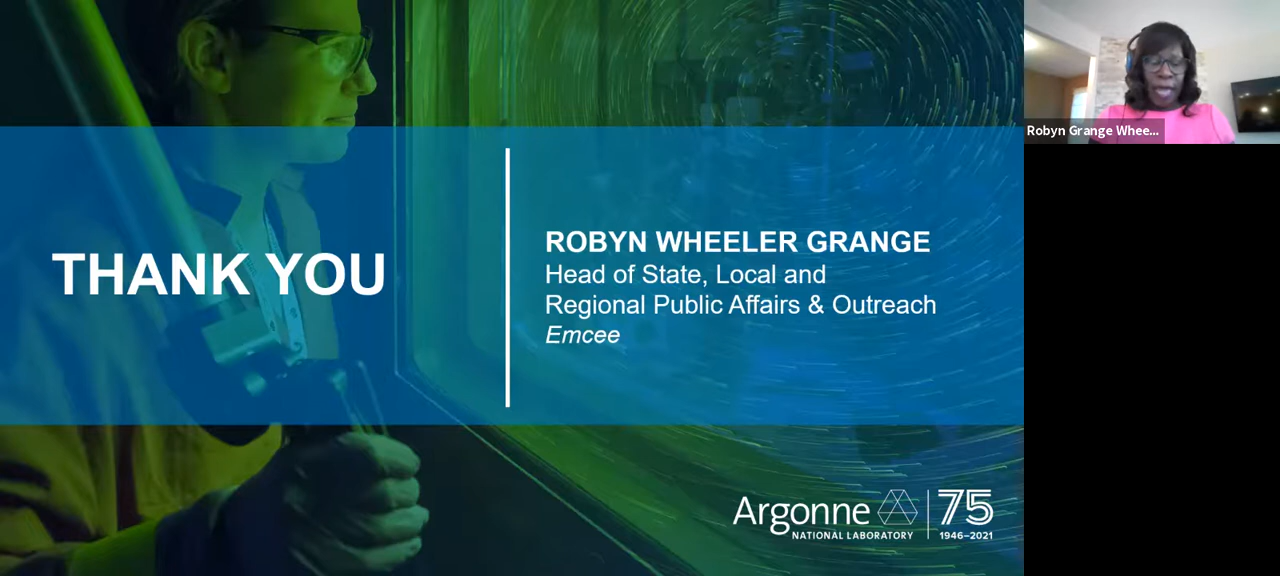 THANK YOU
ROBYN WHEELER GRANGE
Head of State, Local and
Regional Public Affairs & Outreach
Emcee
Argonne
NATIONAL LABORATORY
75
1946–2021
Robyn Grange Whee...